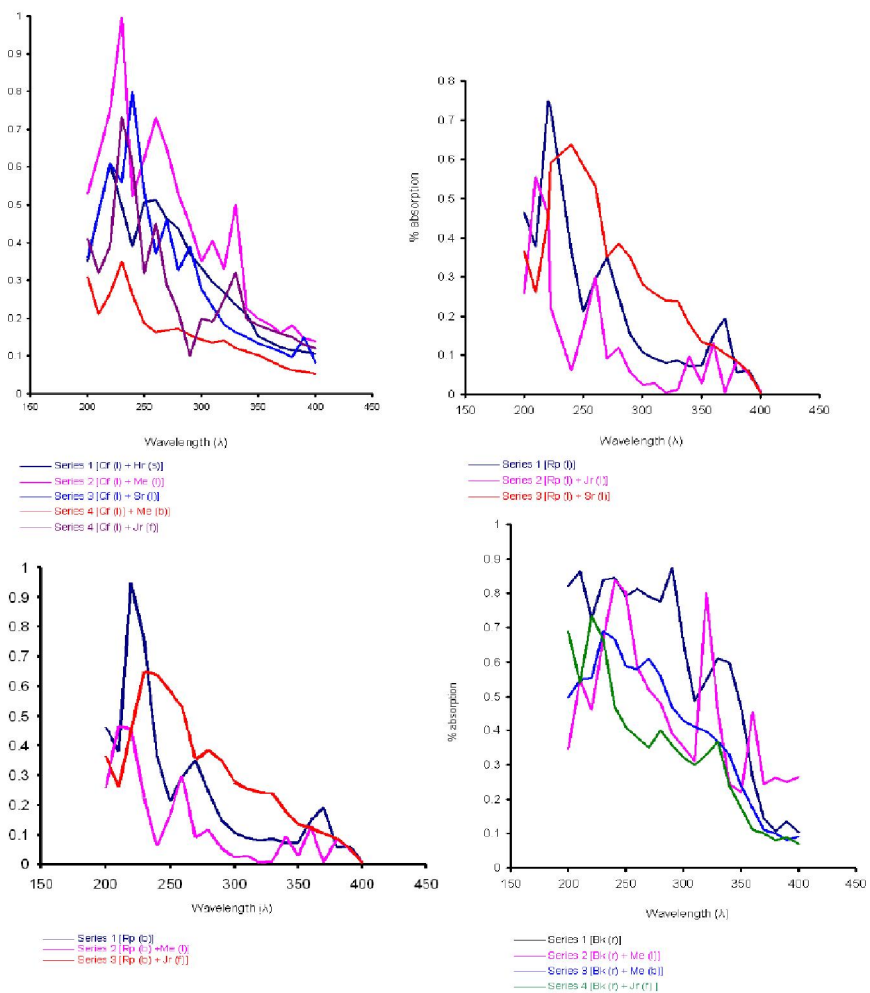 1
0.9
0.8
0.7
0.6
0.5
0.4
0.3
0.2
0.1
0
150 200 250 300 350 400 450
Wavelength (λ)
Series 1 [Cf (l) + Hr (s)]
Series 2 [Cf (l) + Me (l)]
Series 3 [Cf (l) + Sr (l)]
Series 4 [Cf (l)] + Me (b)]
Series 4 [Cf (l) + Jr (f)]
0.8
0.7
0.6
0.5
0.4
0.3
0.2
0.1
0
% absorption
150 200 250 300 350 400 450
Wavelength (λ)
Series 1 [Rp (l)]
Series 2 [Rp (l) + Jr (l)]
Series 3 [Rp (l) + Sr (l)]
1
0.9
0.8
0.7
0.6
0.5
0.4
0.3
0.2
0.1
0
150 200 250 300 350 400 450
Wavelength (λ)
Series 1 [Rp (b)]
Series 2 [Rp (b) +Me (l)]
Series 3 [Rp (b) + Jr (f)]
1
0.9
0.8
0.7
0.6
0.5
0.4
0.3
0.2
0.1
0
% absorption
150 200 250 300 350 400 450
Wavelength (λ)
Series 1 [Bk (r)]
Series 2 [Bk (r) + Me (l)]
Series 3 [Bk (r) + Me (b)]
Series 4 [Bk (r) + Jr (f) ]